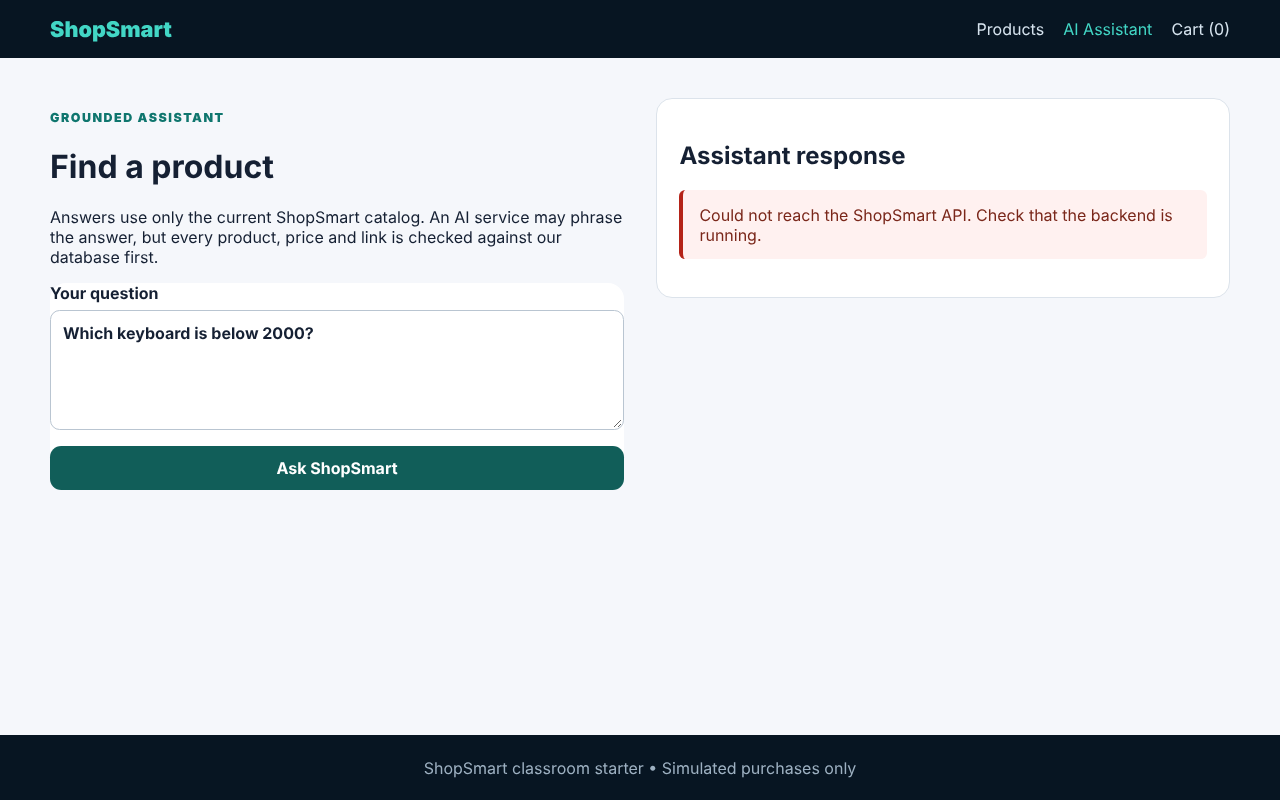 ShopSmart
Products
AI Assistant
Cart (0)
GROUNDED ASSISTANT
Find a product
Answers use only the current ShopSmart catalog. An AI service may phrase
the answer, but every product, price and link is checked against our
database first.
Your question
Which keyboard is below 2000?
Ask ShopSmart
Assistant response
Could not reach the ShopSmart API. Check that the backend is
running.
ShopSmart classroom starter • Simulated purchases only